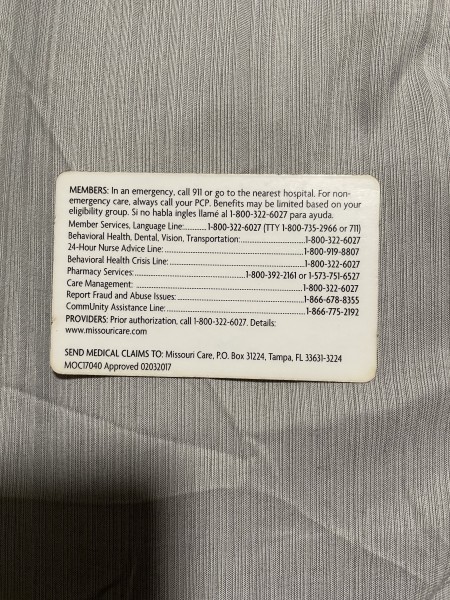 MEMBERS: In an emergency, call 911 or go to the nearest hospital. For non-
emergency care, always call your PCP. Benefits may be limited based on your
eligibility group. Si no habla ingles llamé al 1-800-322-6027 para ayuda.
Member Services, Language Line:..........1-800-322-6027 (TTY 1-800-735-2966 or 711)
Behavioral Health, Dental, Vision, Transportation:..............................1-800-322-6027
24-Hour Nurse Advice Line:..............................1-800-919-8807
Behavioral Health Crisis Line:..............................1-800-322-6027
Pharmacy Services:..............................1-800-392-2161 or 1-573-751-6527
Care Management: ..............................1-800-322-6027
Report Fraud and Abuse Issues:..............................1-866-678-8355
CommUnity Assistance Line:..............................1-866-775-2192
PROVIDERS: Prior authorization, call 1-800-322-6027. Details:
www.missouricare.com
SEND MEDICAL CLAIMS TO: Missouri Care, P.O. Box 31224, Tampa, FL 33631-3224
MOC17040 Approved 02032017